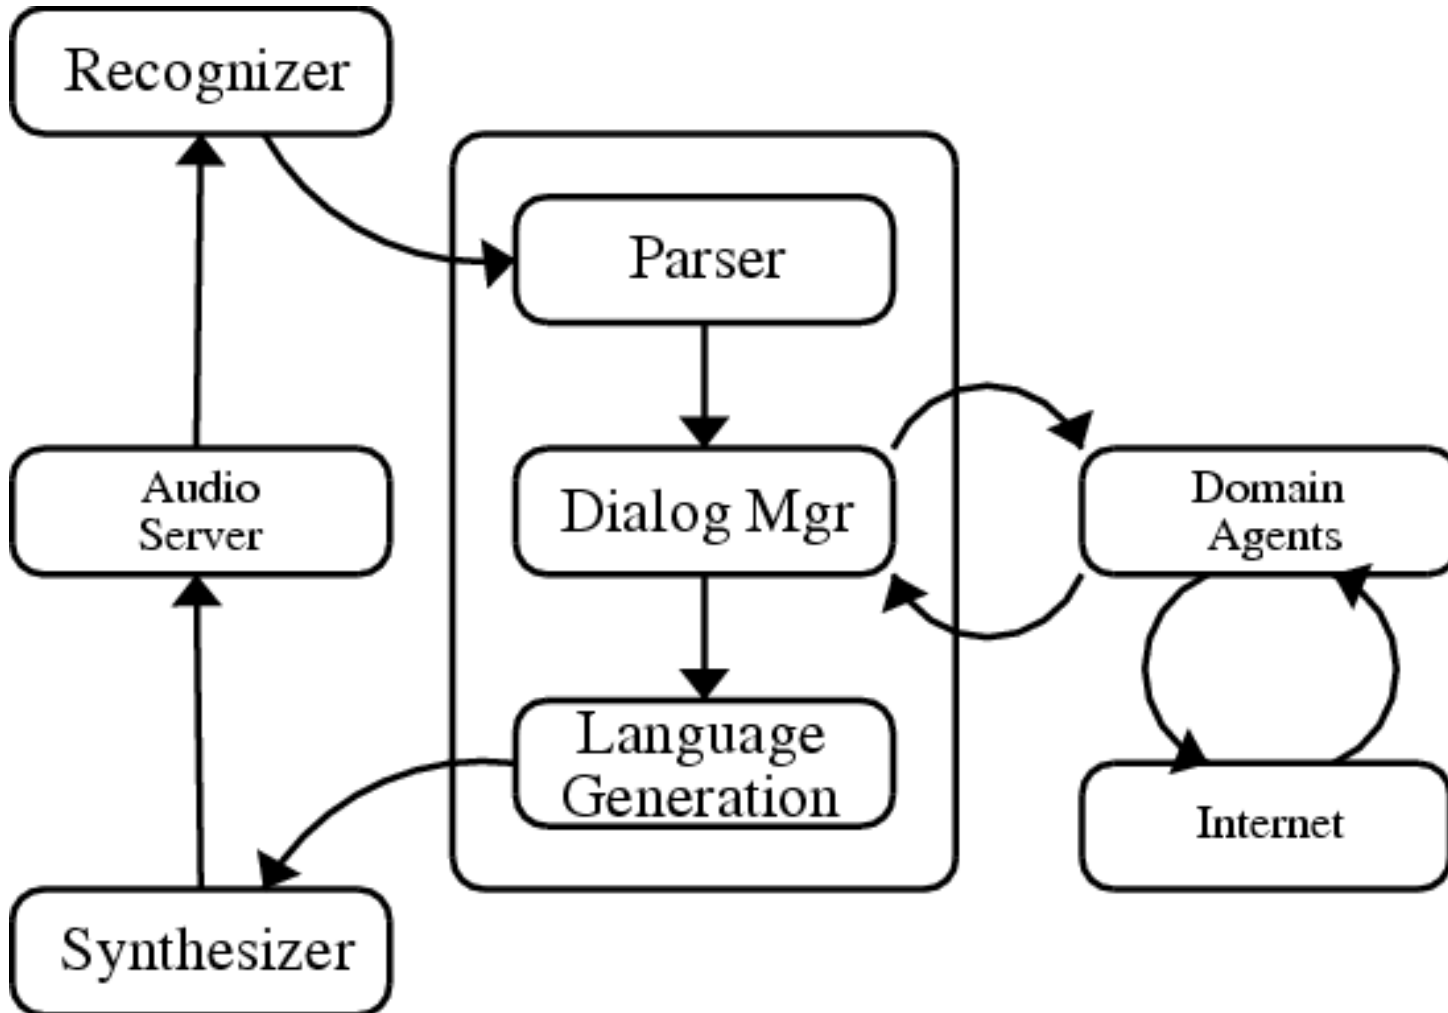 Recognizer
Parser
Audio
Server
Dialog Mgr
Domain
Agents
Language
Generation
Internet
Synthesizer